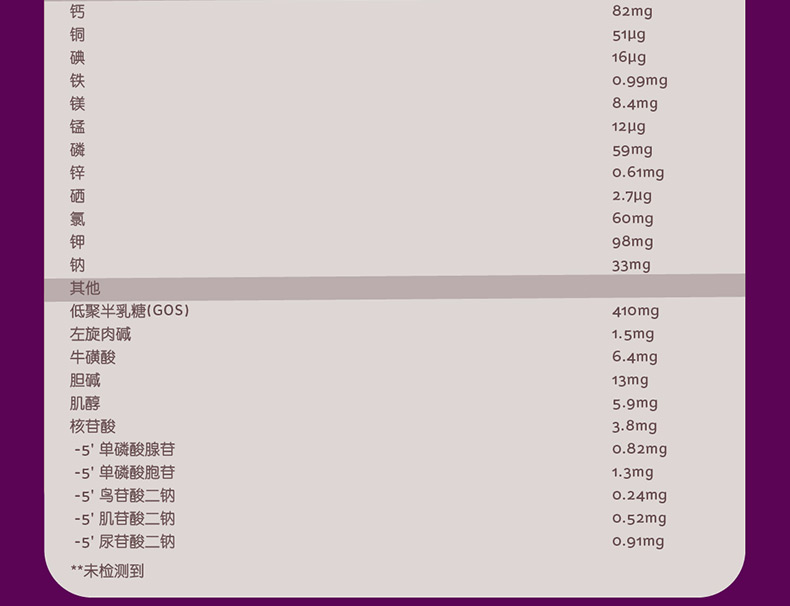 钙 82mg
铜 51µg
碘 16µg
铁 0.99mg
镁 8.4mg
锰 12µg
磷 59mg
锌 0.61mg
硒 2.7µg
氯 60mg
钾 98mg
钠 33mg
其他
低聚半乳糖(GOS) 410mg
左旋肉碱 1.5mg
牛磺酸 6.4mg
胆碱 13mg
肌醇 5.9mg
核苷酸 3.8mg
-5' 单磷酸腺苷 0.82mg
-5' 单磷酸胞苷 1.3mg
-5' 鸟苷酸二钠 0.24mg
-5' 肌苷酸二钠 0.52mg
-5' 尿苷酸二钠 0.91mg
**未检测到